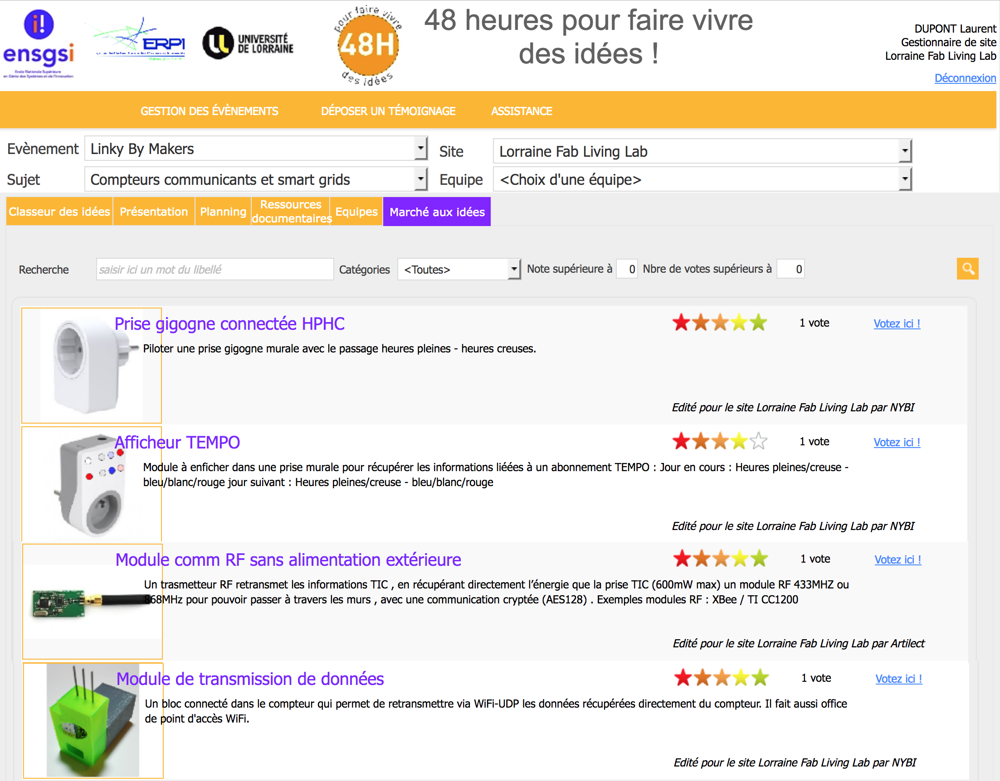 i!
ensgsi
Ecole Nationale Supérieure
en Génie des Systèmes et de l'Innovation
ERPI
UNIVERSITÉ
DE LORRAINE
pour faire vivre
48H
des idées
48 heures pour faire vivre
des idées !
DUPONT Laurent
Gestionnaire de site
Lorraine Fab Living Lab
Déconnexion
GESTION DES ÉVÈNEMENTS DÉPOSER UN TÉMOIGNAGE ASSISTANCE
Evènement Linky By Makers Site Lorraine Fab Living Lab
Sujet Compteurs communicants et smart grids Equipe <Choix d'une équipe>
Classeur des idées Présentation Planning Ressources documentaires Equipes Marché aux idées
Recherche saisir ici un mot du libellé Catégories <Toutes> Note supérieure à 0 Nbre de votes supérieurs à 0
Prise gigogne connectée HPHC 1 vote Votez ici !
Piloter une prise gigogne murale avec le passage heures pleines - heures creuses.
Edité pour le site Lorraine Fab Living Lab par NYBI
Afficheur TEMPO 1 vote Votez ici !
Module à enficher dans une prise murale pour récupérer les informations liéées à un abonnement TEMPO : Jour en cours : Heures pleines/creuse -
bleu/blanc/rouge jour suivant : Heures pleines/creuse - bleu/blanc/rouge
Edité pour le site Lorraine Fab Living Lab par NYBI
Module comm RF sans alimentation extérieure 1 vote Votez ici !
Un trasmetteur RF retransmet les informations TIC , en récupérant directement l’énergie que la prise TIC (600mW max) un module RF 433MHZ ou
868MHz pour pouvoir passer à travers les murs , avec une communication cryptée (AES128) . Exemples modules RF : XBee / TI CC1200
Edité pour le site Lorraine Fab Living Lab par Artilect
Module de transmission de données 1 vote Votez ici !
Un bloc connecté dans le compteur qui permet de retransmettre via WiFi-UDP les données récupérées directement du compteur. Il fait aussi office
de point d'accès WiFi.
Edité pour le site Lorraine Fab Living Lab par NYBI